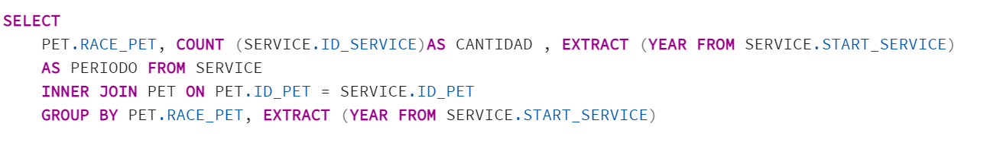 SELECT
PET.RACE_PET, COUNT (SERVICE.ID_SERVICE)AS CANTIDAD , EXTRACT (YEAR FROM SERVICE.START_SERVICE)
AS PERIODO FROM SERVICE
INNER JOIN PET ON PET.ID_PET = SERVICE.ID_PET
GROUP BY PET.RACE_PET, EXTRACT (YEAR FROM SERVICE.START_SERVICE)